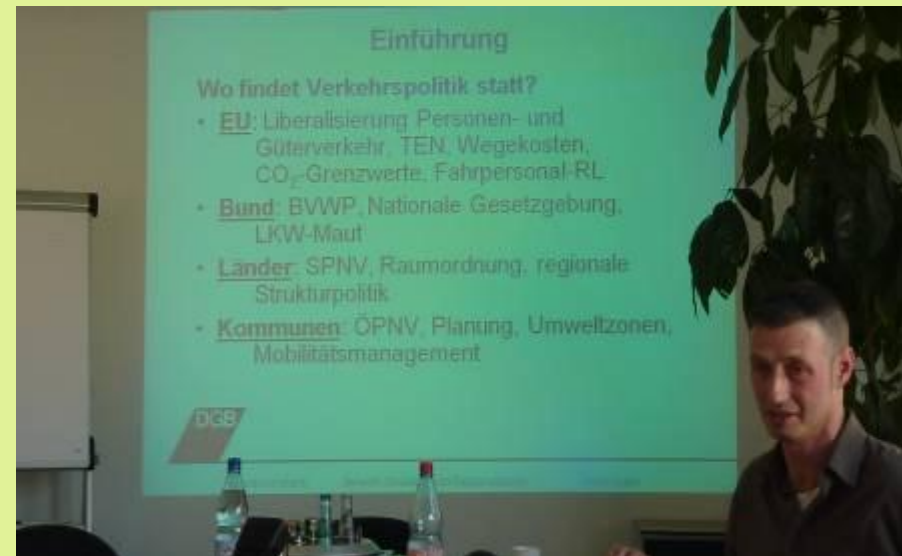 Einführung
Wo findet Verkehrspolitik statt?
• EU: Liberalisierung Personen- und
Güterverkehr, TEN, Wegekosten,
CO₂-Grenzwerte, Fahrpersonal-RL
• Bund: BVWP, Nationale Gesetzgebung,
LKW-Maut
• Länder: SPNV, Raumordnung, regionale
Strukturpolitik
• Kommunen: ÖPNV, Planung, Umweltzonen,
Mobilitätsmanagement
DGB